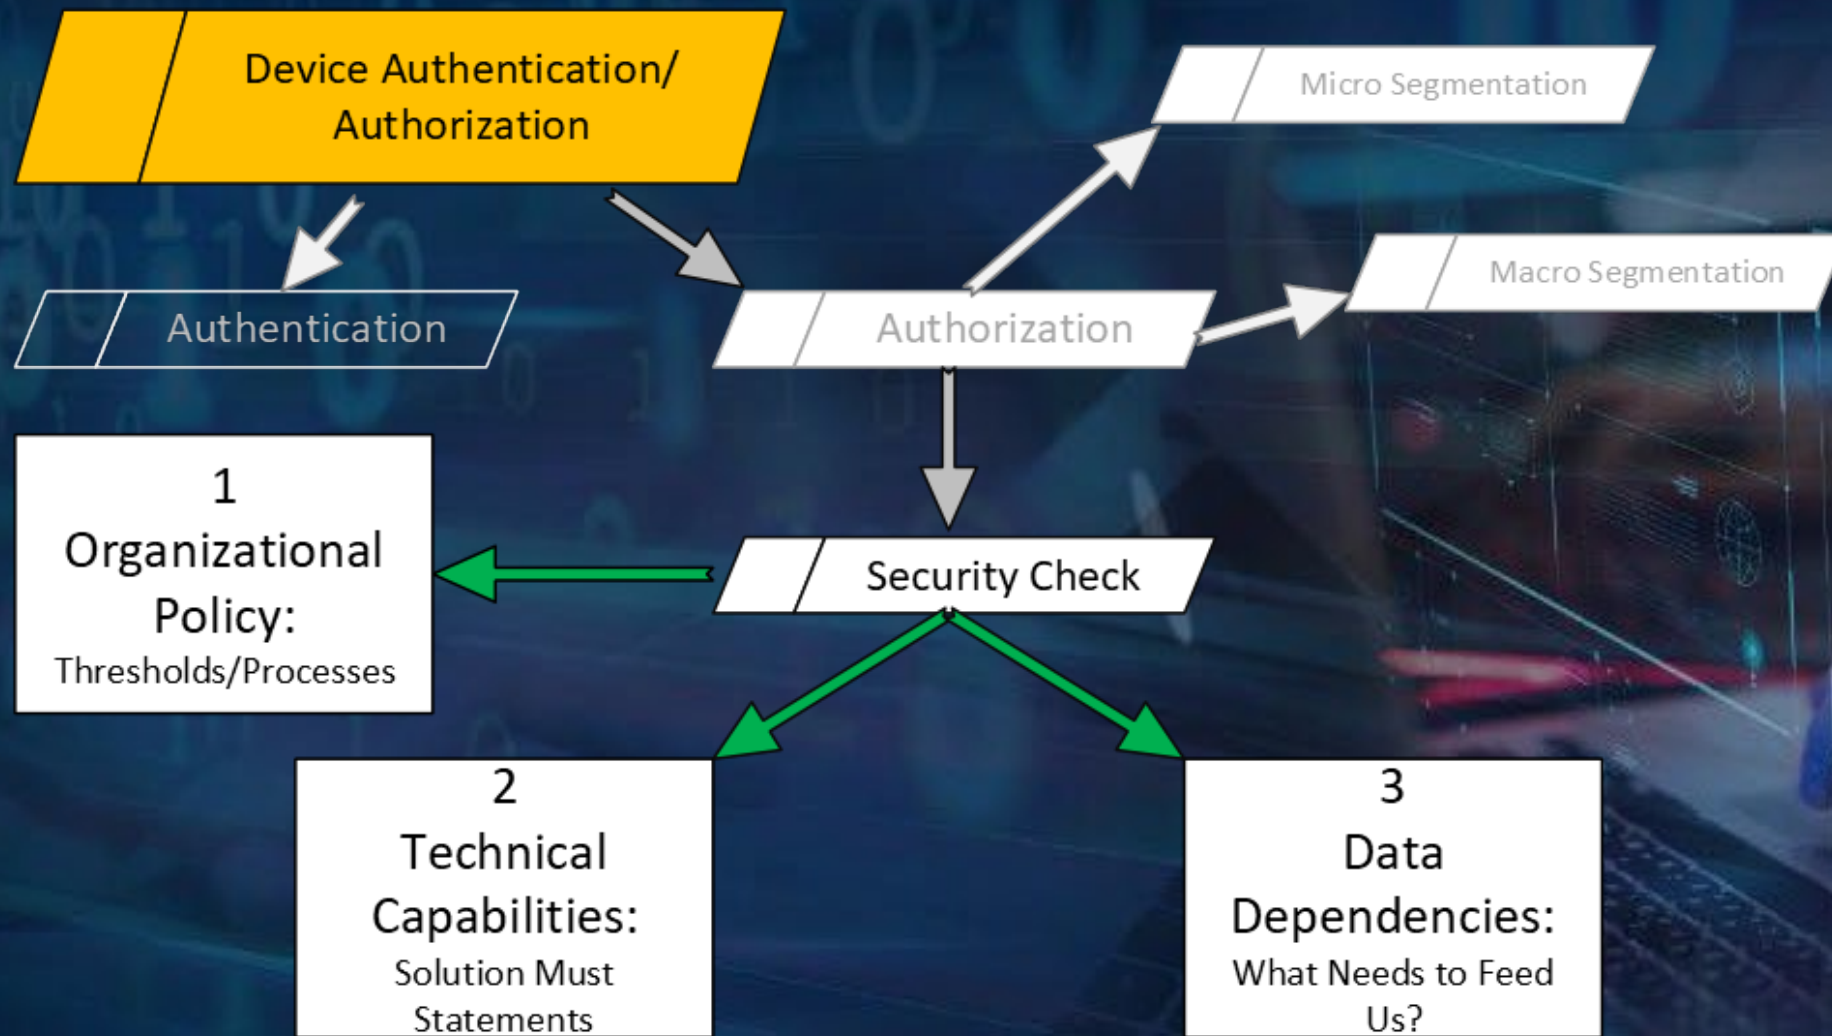 Device Authentication/
Authorization
Micro Segmentation
Macro Segmentation
Authentication
Authorization
1
Organizational
Policy:
Thresholds/Processes
Security Check
2
Technical
Capabilities:
Solution Must
Statements
3
Data
Dependencies:
What Needs to Feed
Us?